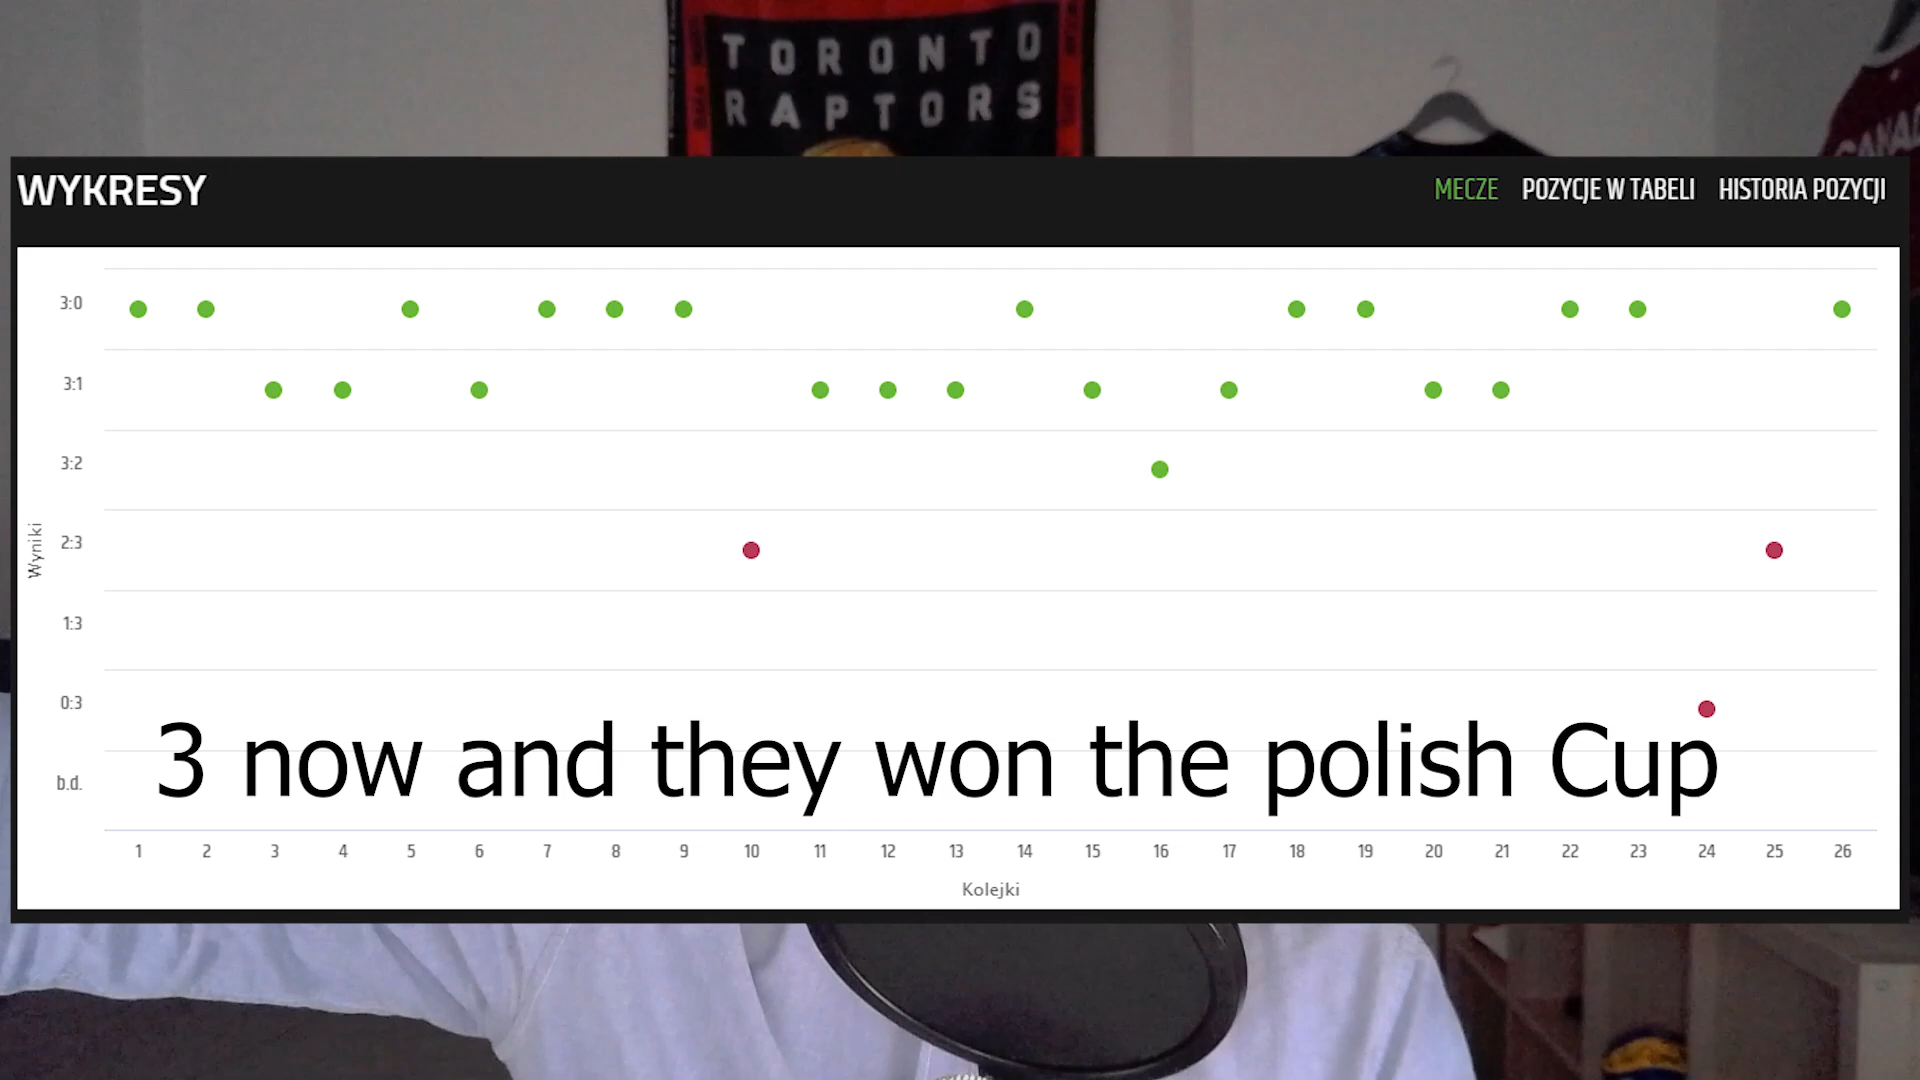 TORONTO
RAPTORS
CANAD
WYKRESY
MECZE POZYCJE W TABELI HISTORIA POZYCJI
3:0
3:1
3:2
2:3
1:3
0:3
b.d.
Wyniki
3 now and they won the polish Cup
1 2 3 4 5 6 7 8 9 10 11 12 13 14 15 16 17 18 19 20 21 22 23 24 25 26
Kolejki